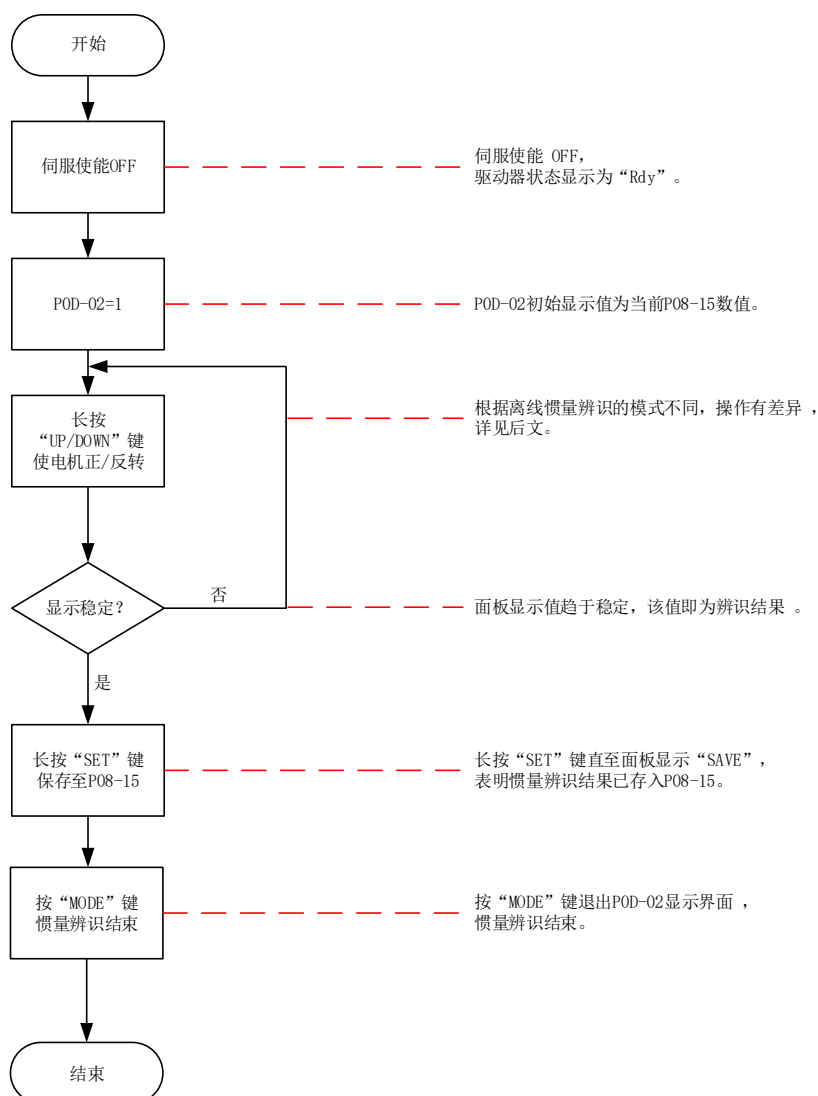 开始
伺服使能OFF
伺服使能 OFF，
驱动器状态显示为“Rdy”。
P0D-02=1
P0D-02初始显示值为当前P08-15数值。
长按
“UP/DOWN”键
使电机正/反转
根据离线惯量辨识的模式不同，操作有差异，
详见后文。
显示稳定？
否
面板显示值趋于稳定，该值即为辨识结果 。
是
长按“SET”键
保存至P08-15
长按“SET”键直至面板显示“SAVE”，
表明惯量辨识结果已存入P08-15。
按“MODE”键
惯量辨识结束
按“MODE”键退出P0D-02显示界面 ，
惯量辨识结束。
结束